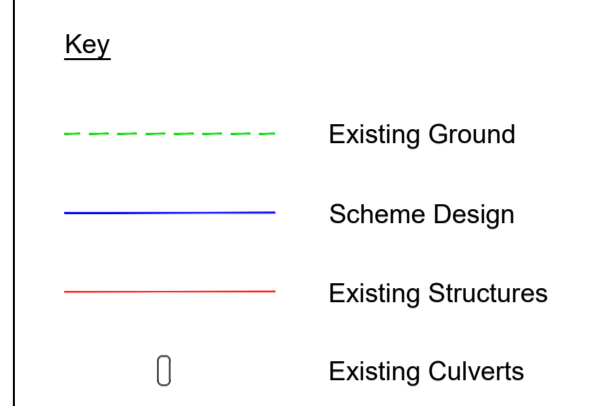 Key
Existing Ground
Scheme Design
Existing Structures
Existing Culverts